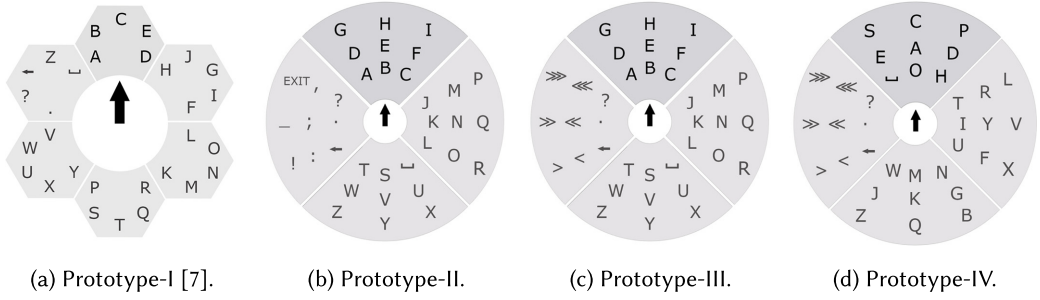 C
B E
A D
Z J
← ⌴ H G
? I
. F
V L
W O
U Y K N
X P R M
S Q
T
(a) Prototype-I [7].
H
G I
E
D F
B
A C
EXIT , ? J M P
_ ; . K N Q
! : ← L O R
T S ⌴
W V U
Z Y X
(b) Prototype-II.
H
G I
E
D F
B
A C
⋙ ⋘ ? J M P
≫ ≪ . K N Q
> < ← L O R
T S ⌴
W V U
Z Y X
(c) Prototype-III.
C
S P
A
E D
O
⌴ H
⋙ ⋘ ? T R L
≫ ≪ . I Y V
> < ← U F X
W M N
J K G
Z Q B
(d) Prototype-IV.